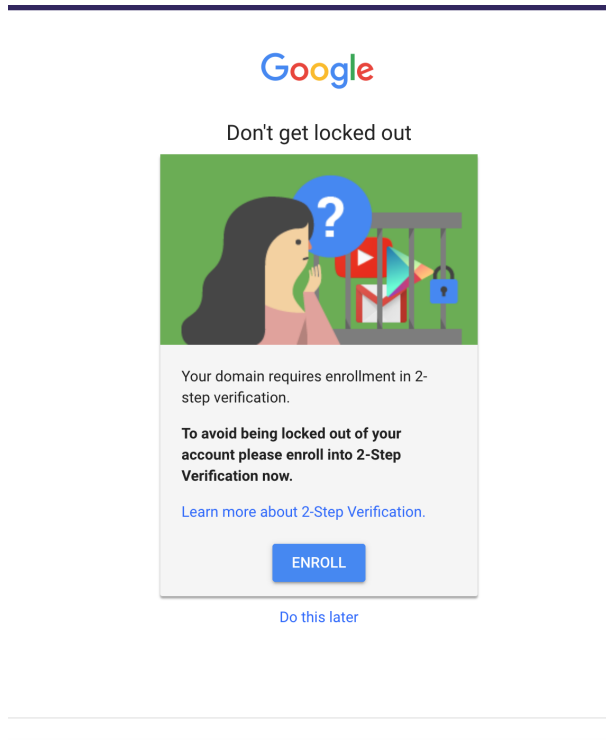 Google
Don't get locked out
?
Your domain requires enrollment in 2-
step verification.
To avoid being locked out of your
account please enroll into 2-Step
Verification now.
Learn more about 2-Step Verification.
ENROLL
Do this later